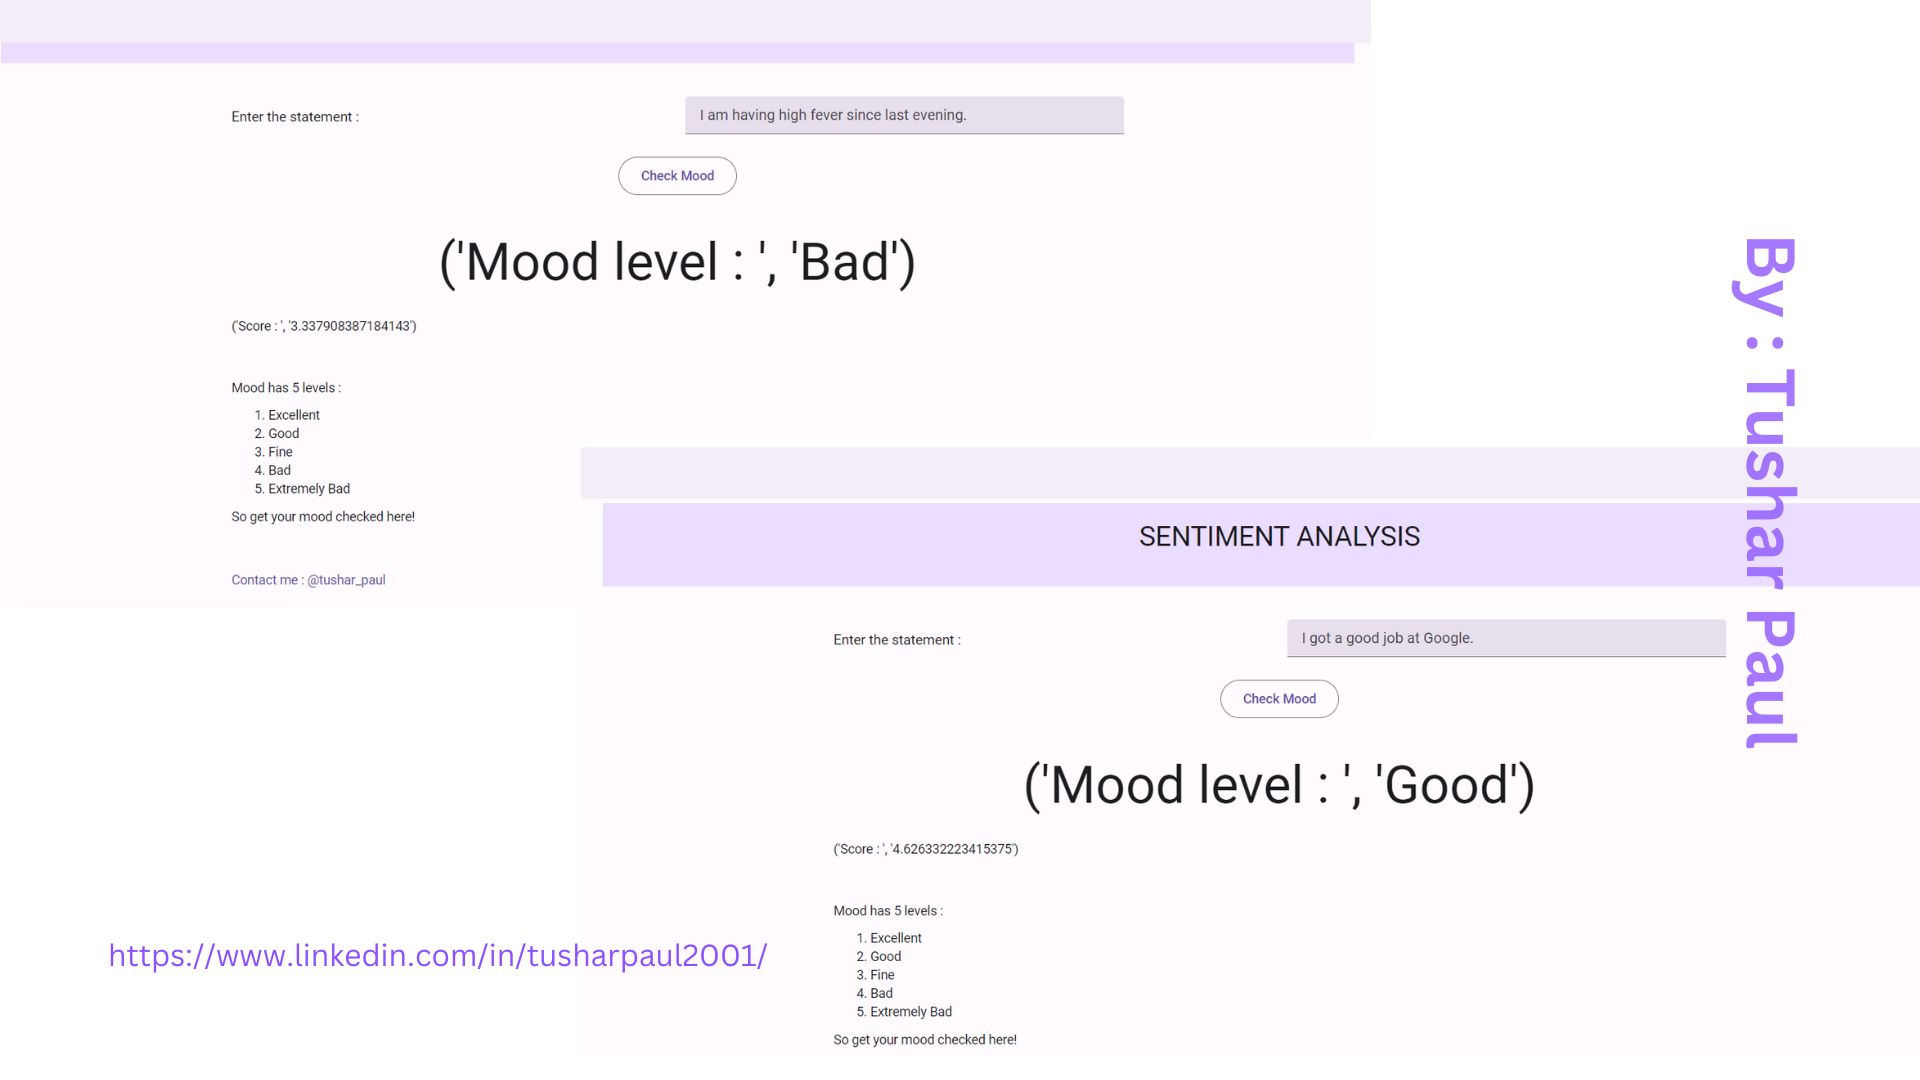 Enter the statement :
I am having high fever since last evening.
Check Mood
('Mood level : ', 'Bad')
('Score : ', '3.337908387184143')
Mood has 5 levels :
1. Excellent
2. Good
3. Fine
4. Bad
5. Extremely Bad
So get your mood checked here!
Contact me : @tushar_paul
SENTIMENT ANALYSIS
Enter the statement :
I got a good job at Google.
Check Mood
('Mood level : ', 'Good')
('Score : ', '4.626332223415375')
Mood has 5 levels :
1. Excellent
2. Good
3. Fine
4. Bad
5. Extremely Bad
So get your mood checked here!
By : Tushar Paul
https://www.linkedin.com/in/tusharpaul2001/